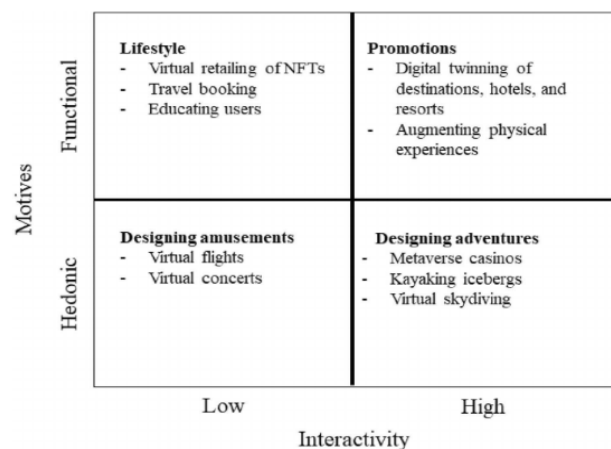 Motives
Functional
Hedonic
Lifestyle
- Virtual retailing of NFTs
- Travel booking
- Educating users
Promotions
- Digital twinning of
destinations, hotels, and
resorts
- Augmenting physical
experiences
Designing amusements
- Virtual flights
- Virtual concerts
Designing adventures
- Metaverse casinos
- Kayaking icebergs
- Virtual skydiving
Low
High
Interactivity